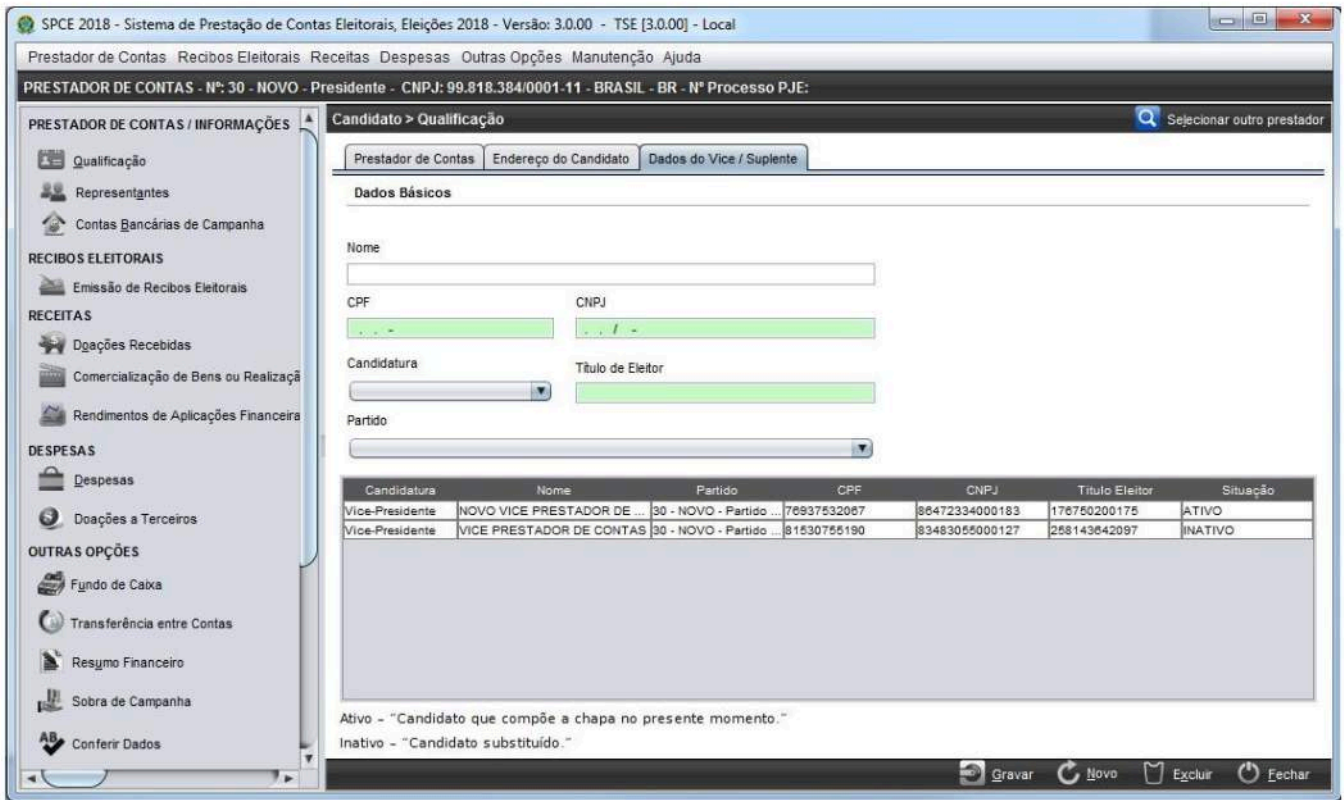 SPCE 2018 - Sistema de Prestação de Contas Eleitorais, Eleições 2018 - Versão: 3.0.00 - TSE [3.0.00] - Local
Prestador de Contas Recibos Eleitorais Receitas Despesas Outras Opções Manutenção Ajuda
PRESTADOR DE CONTAS - Nº: 30 - NOVO - Presidente - CNPJ: 99.818.384/0001-11 - BRASIL - BR - Nº Processo PJE:
PRESTADOR DE CONTAS / INFORMAÇÕES
Qualificação
Representantes
Contas Bancárias de Campanha
RECIBOS ELEITORAIS
Emissão de Recibos Eleitorais
RECEITAS
Doações Recebidas
Comercialização de Bens ou Realizaçã
Rendimentos de Aplicações Financeira
DESPESAS
Despesas
Doações a Terceiros
OUTRAS OPÇÕES
Fundo de Caixa
Transferência entre Contas
Resumo Financeiro
Sobra de Campanha
Conferir Dados
Candidato > Qualificação
Selecionar outro prestador
Prestador de Contas Endereço do Candidato Dados do Vice / Suplente
Dados Básicos
Nome
CPF CNPJ
. . - . . / -
Candidatura Título de Eleitor
Partido
Candidatura Nome Partido CPF CNPJ Titulo Eleitor Situação
Vice-Presidente NOVO VICE PRESTADOR DE ... 30 - NOVO - Partido ... 76937532067 86472334000183 176750200175 ATIVO
Vice-Presidente VICE PRESTADOR DE CONTAS 30 - NOVO - Partido ... 81530755190 83483055000127 258143642097 INATIVO
Ativo – "Candidato que compõe a chapa no presente momento."
Inativo – "Candidato substituído."
Gravar Novo Excluir Fechar